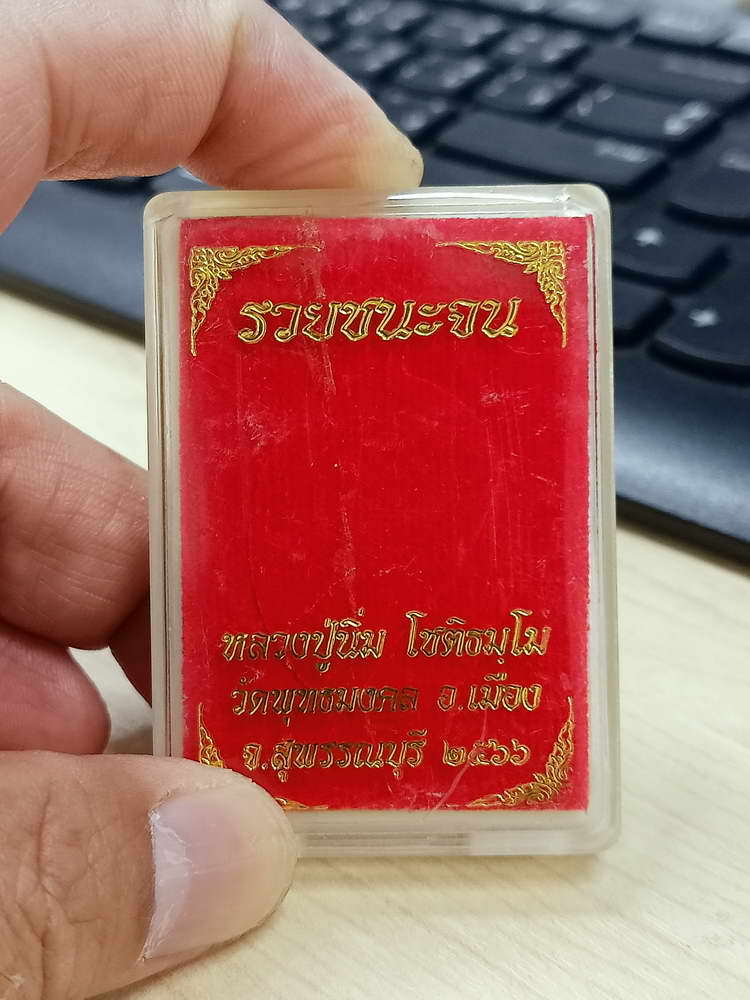 รวยชนะจน
หลวงปู่นิ่ม โชติธมฺโม
วัดพุทธมงคล อ.เมือง
จ.สุพรรณบุรี ๒๕๖๖